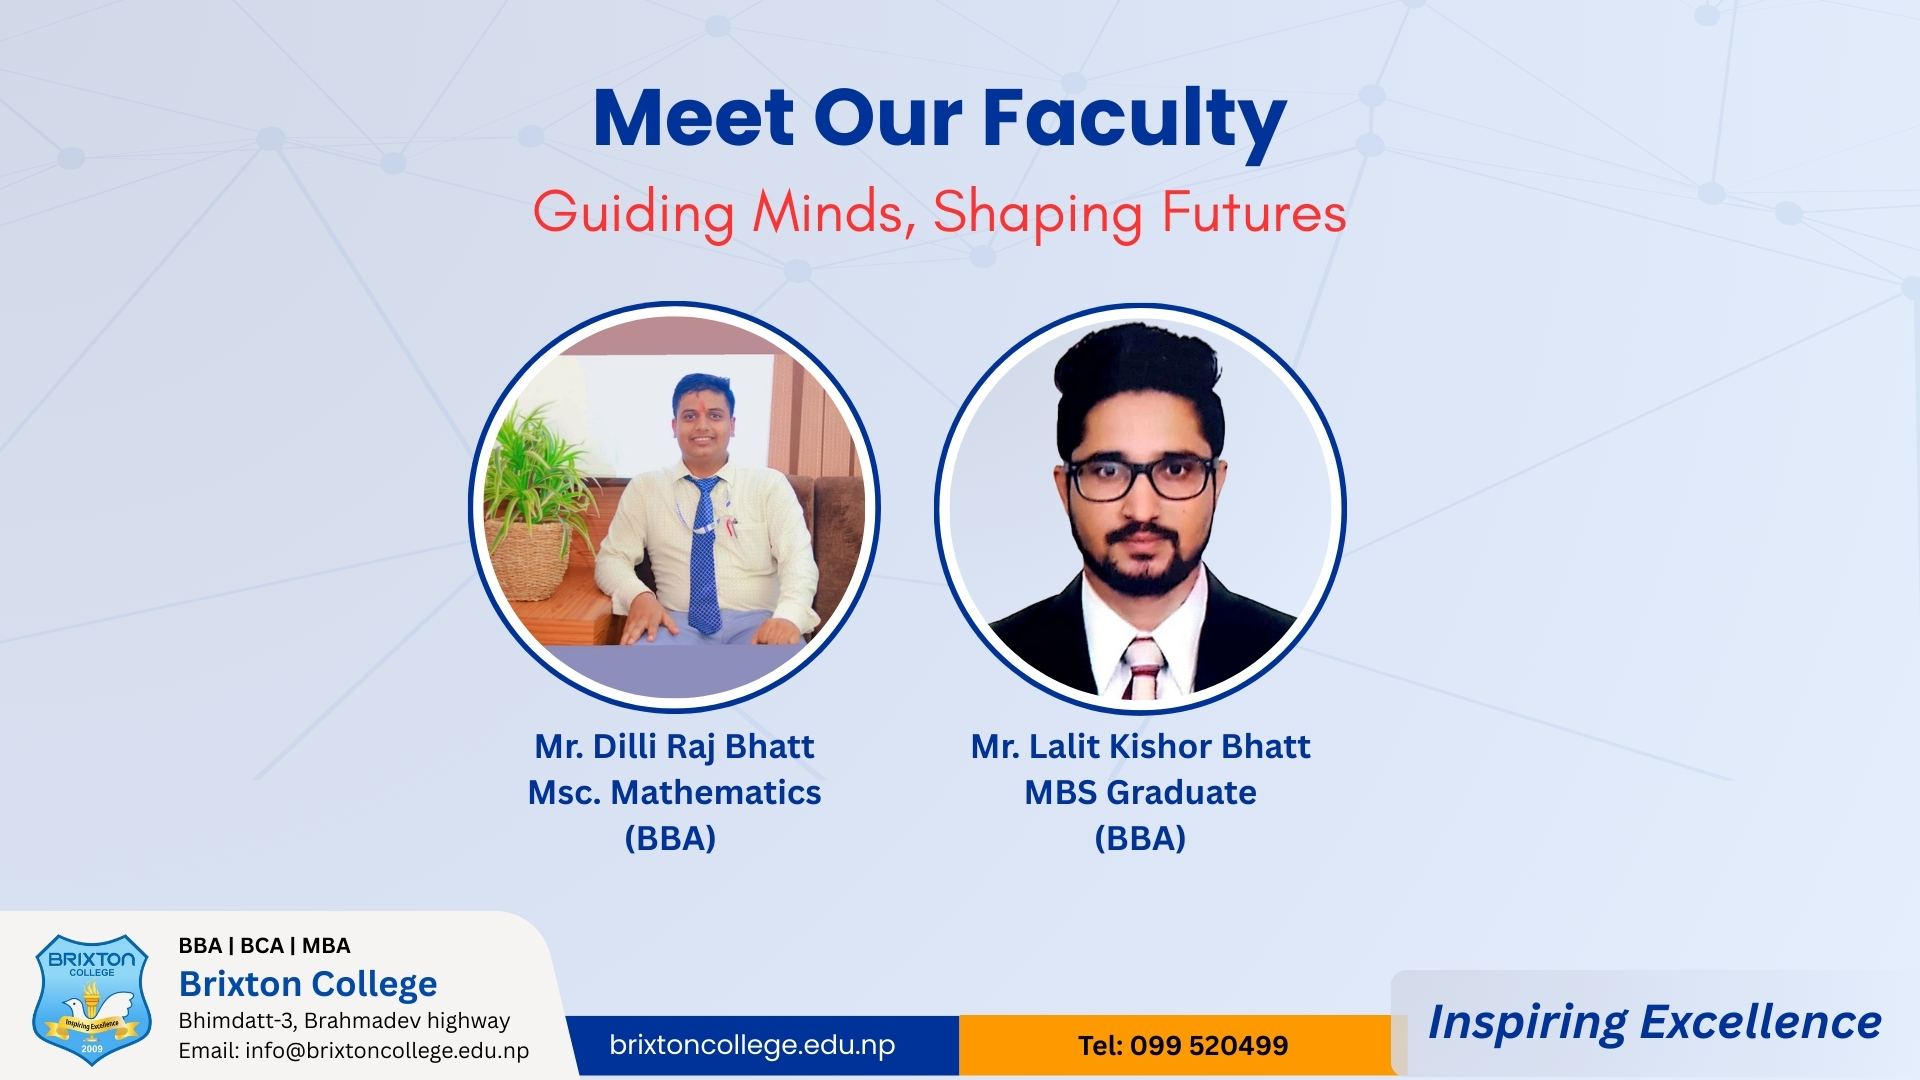 Meet Our Faculty
Guiding Minds, Shaping Futures
Mr. Dilli Raj Bhatt
Msc. Mathematics
(BBA)
Mr. Lalit Kishor Bhatt
MBS Graduate
(BBA)
BRIXTON
COLLEGE
Inspiring Excellence
2009
BBA | BCA | MBA
Brixton College
Bhimdatt-3, Brahmadev highway
Email: info@brixtoncollege.edu.np
brixtoncollege.edu.np
Tel: 099 520499
Inspiring Excellence